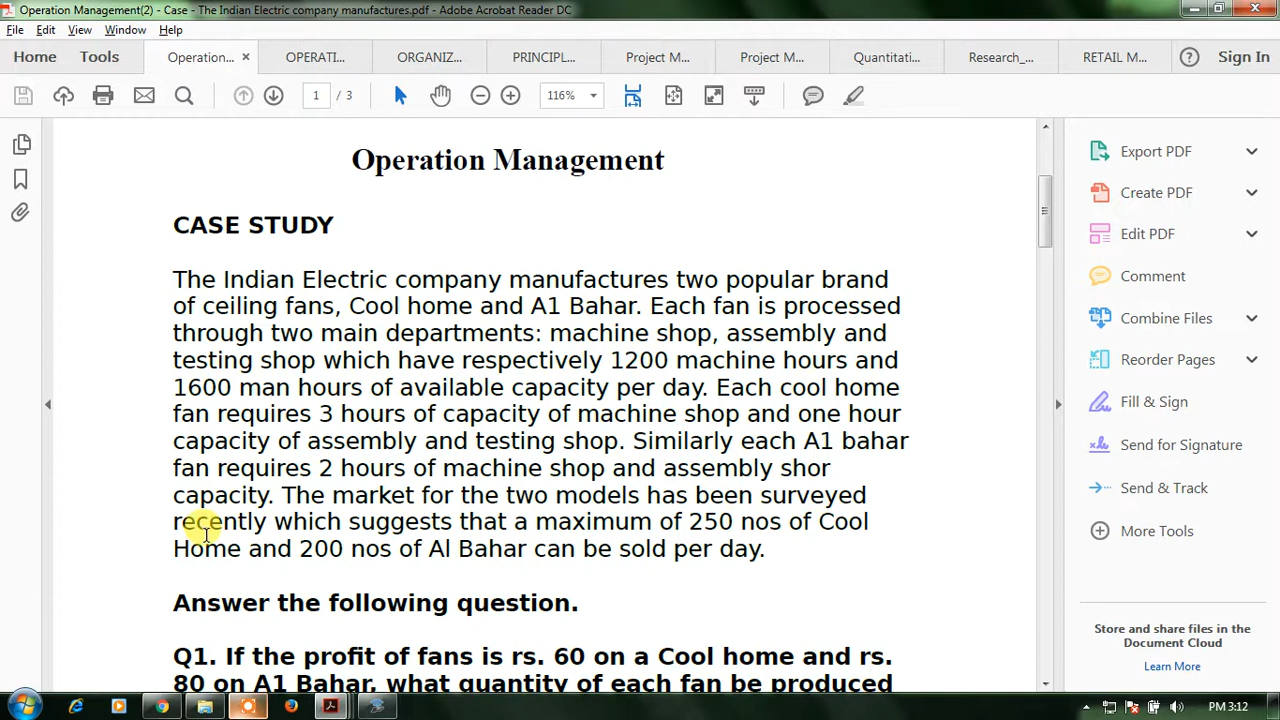 Operation Management(2) - Case - The Indian Electric company manufactures.pdf - Adobe Acrobat Reader DC
File Edit View Window Help
Home Tools Operation... × OPERATI... ORGANIZ... PRINCIPL... Project M... Project M... Quantitati... Research_... RETAIL M... Sign In
1 / 3 116%
Operation Management
CASE STUDY
The Indian Electric company manufactures two popular brand
of ceiling fans, Cool home and A1 Bahar. Each fan is processed
through two main departments: machine shop, assembly and
testing shop which have respectively 1200 machine hours and
1600 man hours of available capacity per day. Each cool home
fan requires 3 hours of capacity of machine shop and one hour
capacity of assembly and testing shop. Similarly each A1 bahar
fan requires 2 hours of machine shop and assembly shor
capacity. The market for the two models has been surveyed
recently which suggests that a maximum of 250 nos of Cool
Home and 200 nos of Al Bahar can be sold per day.
Answer the following question.
Q1. If the profit of fans is rs. 60 on a Cool home and rs.
80 on A1 Bahar, what quantity of each fan be produced
Export PDF
Create PDF
Edit PDF
Comment
Combine Files
Reorder Pages
Fill & Sign
Send for Signature
Send & Track
More Tools
Store and share files in the
Document Cloud
Learn More
PM 3:12